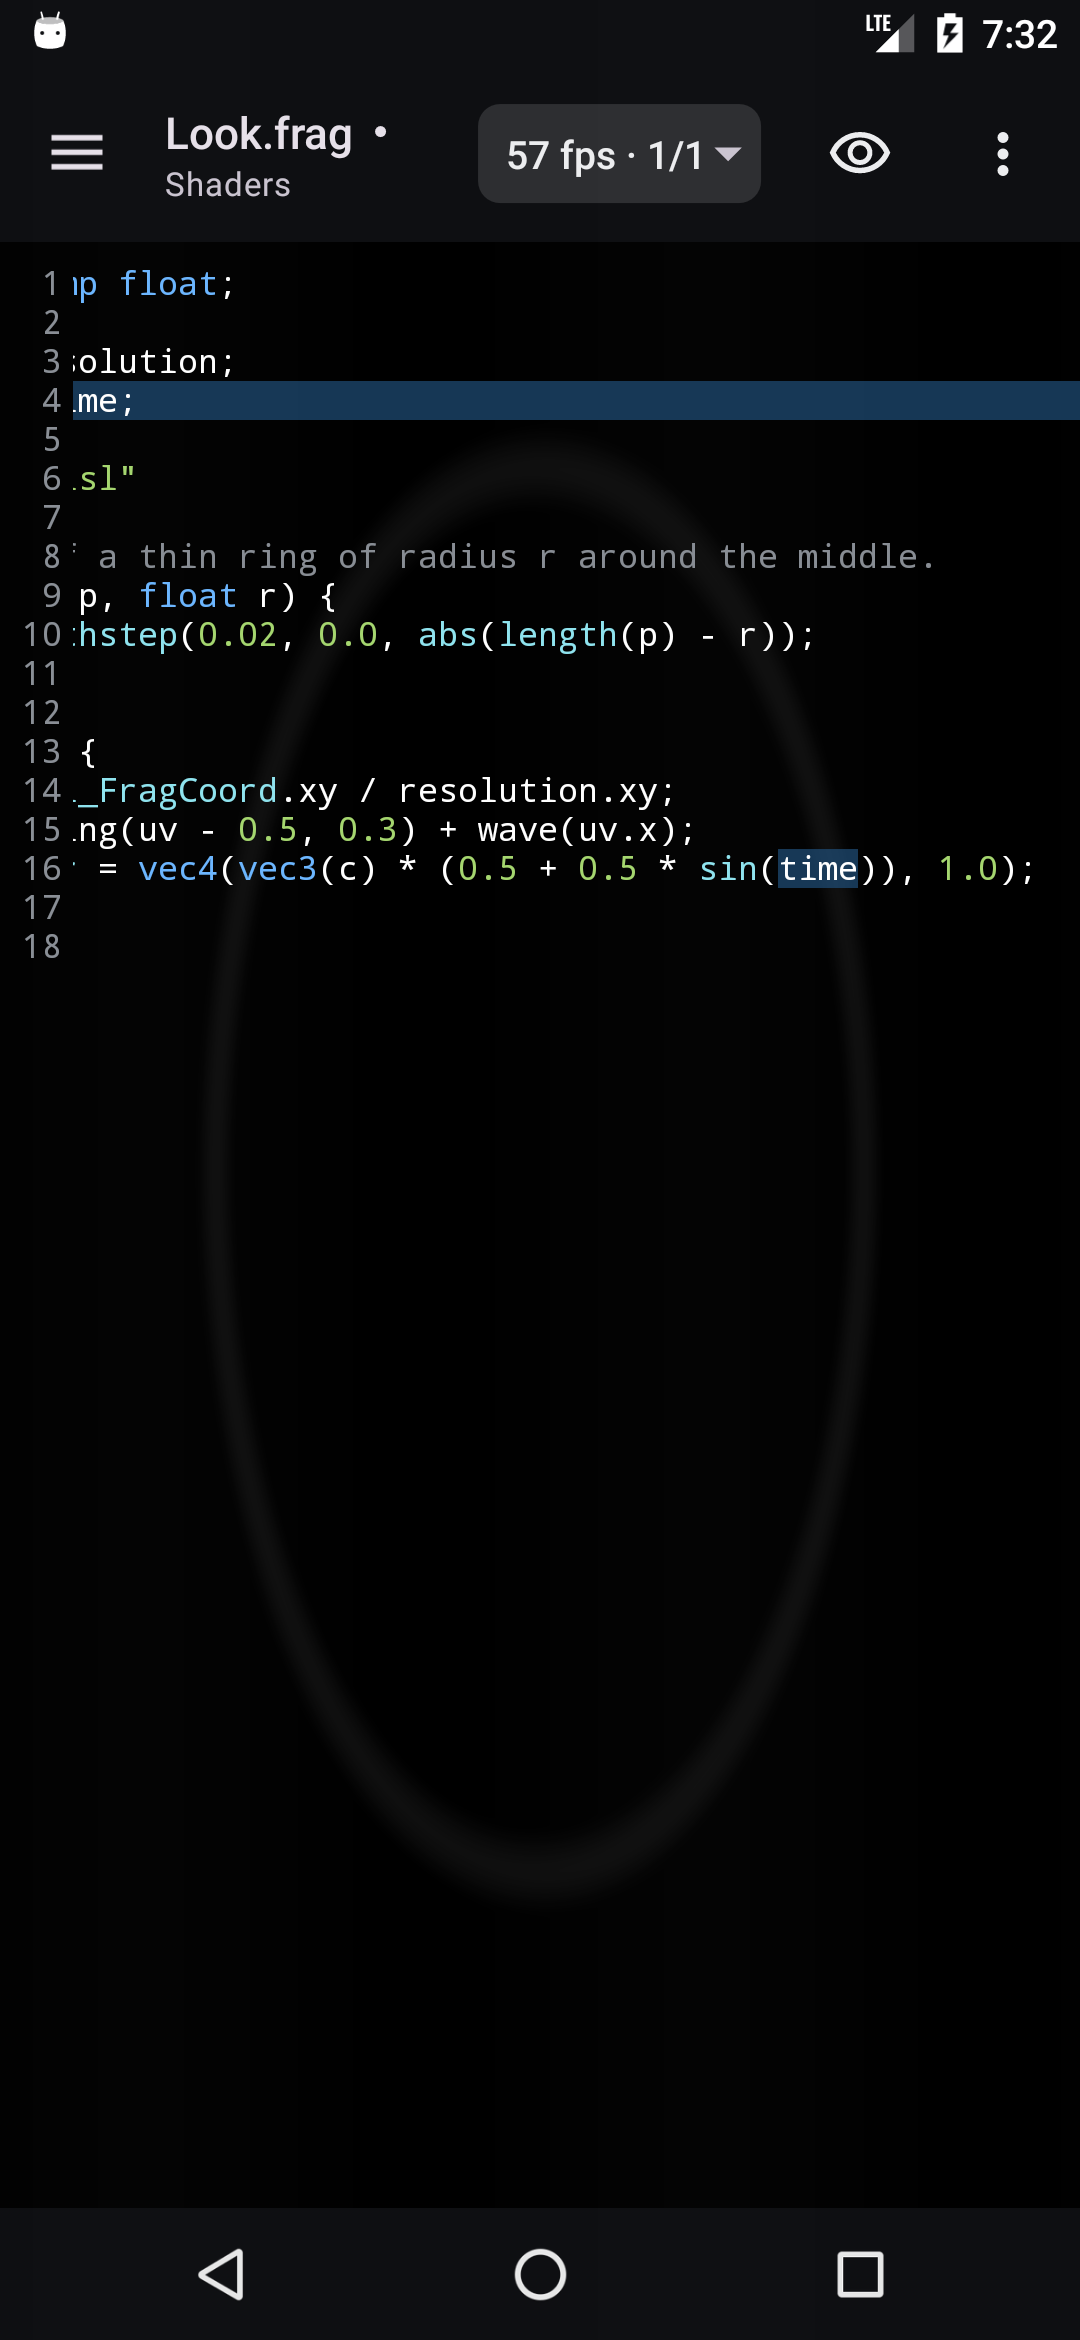 LTE 7:32
Look.frag •
57 fps · 1/1
Shaders
1 p float;
2
3 olution;
4 me;
5
6 sl"
7
8 a thin ring of radius r around the middle.
9 p, float r) {
10 hstep(0.02, 0.0, abs(length(p) - r));
11
12
13 {
14 _FragCoord.xy / resolution.xy;
15 ng(uv - 0.5, 0.3) + wave(uv.x);
16 = vec4(vec3(c) * (0.5 + 0.5 * sin(time)), 1.0);
17
18